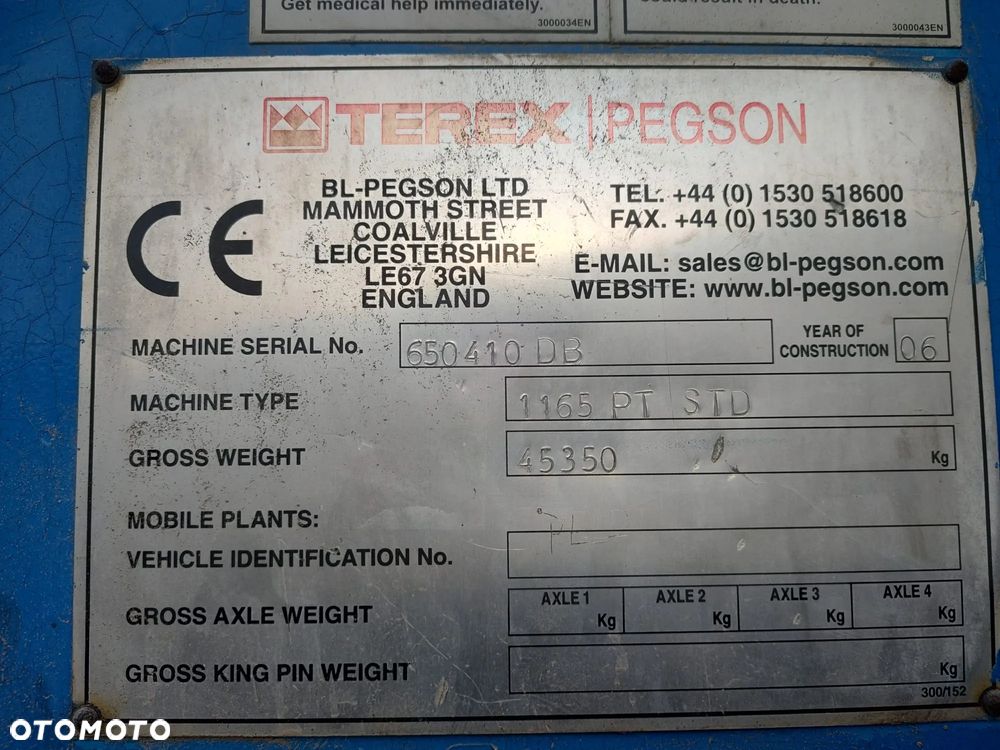 Get medical help immediately.
3000034EN
could result in death.
3000043EN
TEREX | PEGSON
CE
BL-PEGSON LTD
MAMMOTH STREET
COALVILLE
LEICESTERSHIRE
LE67 3GN
ENGLAND
TEL: +44 (0) 1530 518600
FAX. +44 (0) 1530 518618
E-MAIL: sales@bl-pegson.com
WEBSITE: www.bl-pegson.com
MACHINE SERIAL No. 650410 DB
YEAR OF
CONSTRUCTION 06
MACHINE TYPE 1165 PT STD
GROSS WEIGHT 45350 Kg
MOBILE PLANTS:
VEHICLE IDENTIFICATION No.
GROSS AXLE WEIGHT
AXLE 1 Kg
AXLE 2 Kg
AXLE 3 Kg
AXLE 4 Kg
GROSS KING PIN WEIGHT Kg
300/152
OTOMOTO